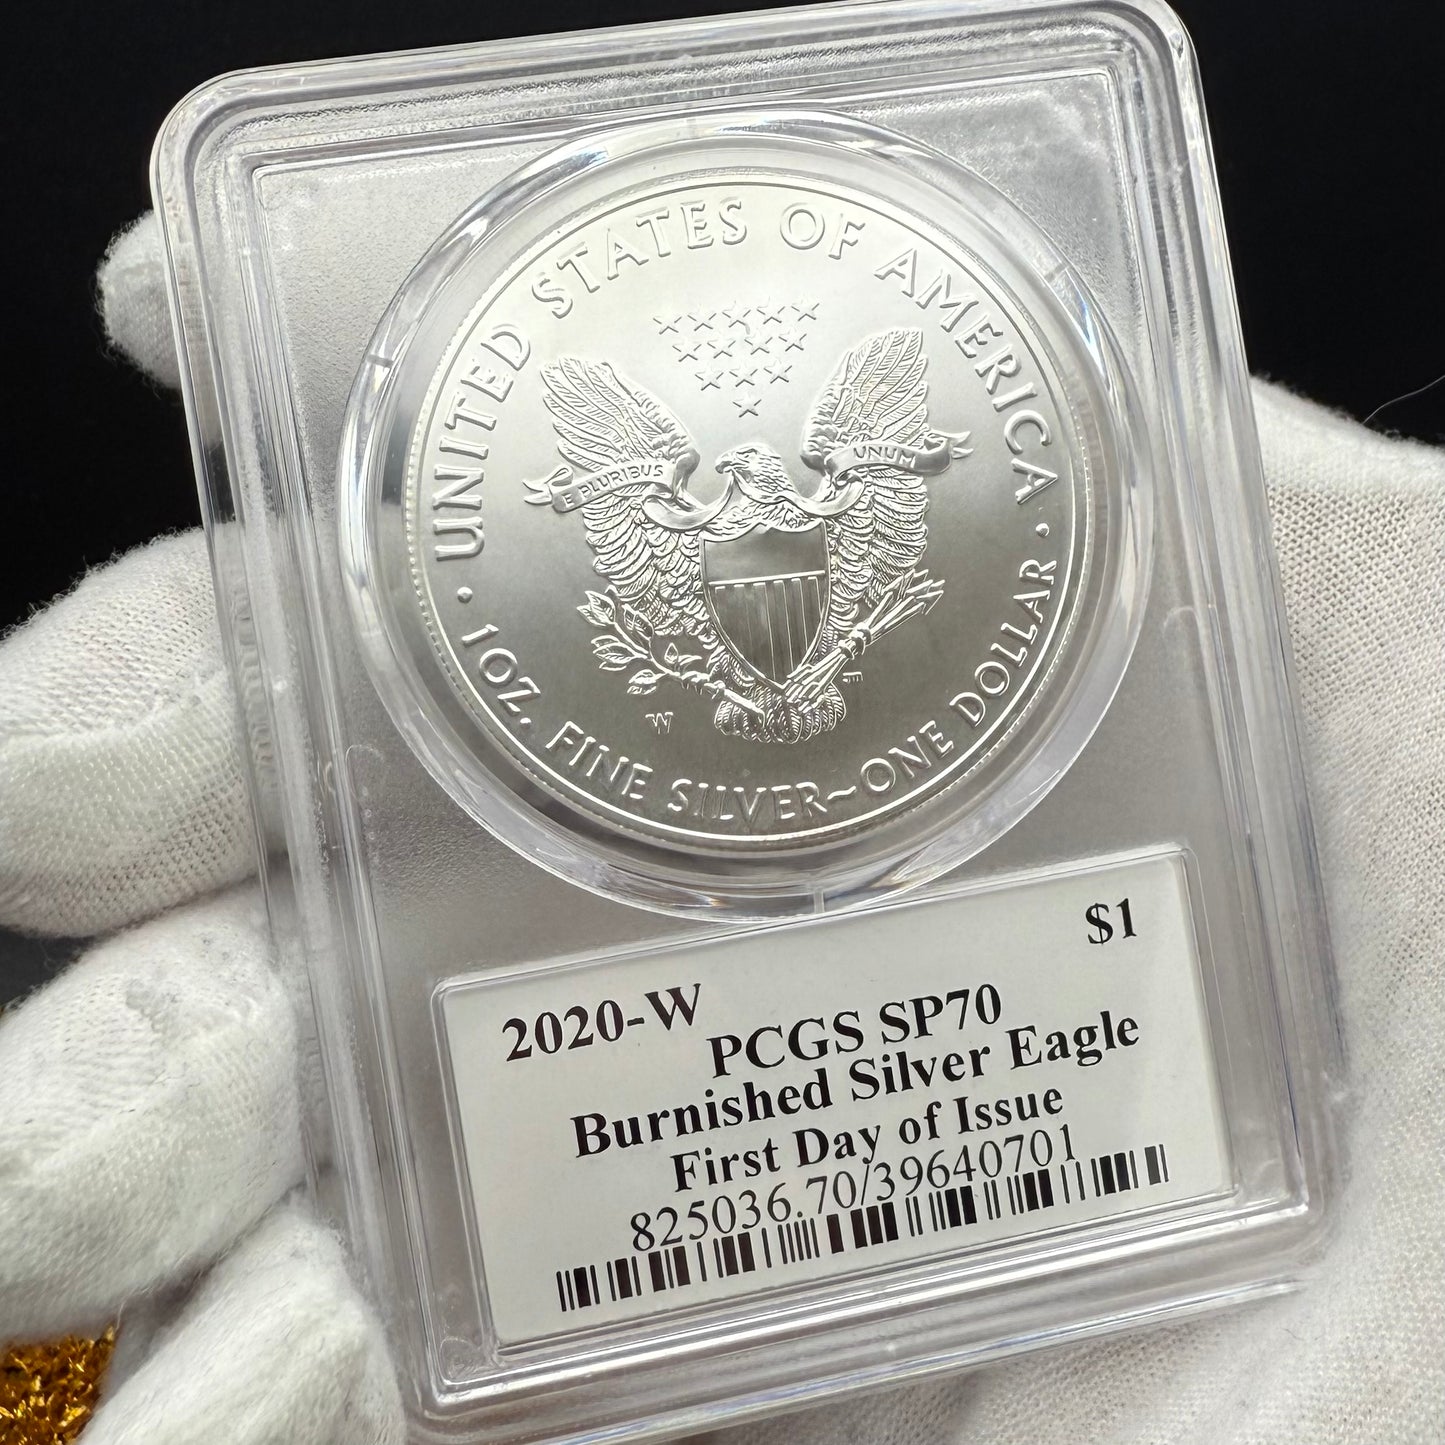 UNITED STATES OF AMERICA
E PLURIBUS UNUM
W
JM
• 1 OZ. FINE SILVER~ONE DOLLAR •
$1
2020-W
PCGS SP70
Burnished Silver Eagle
First Day of Issue
825036.70/39640701